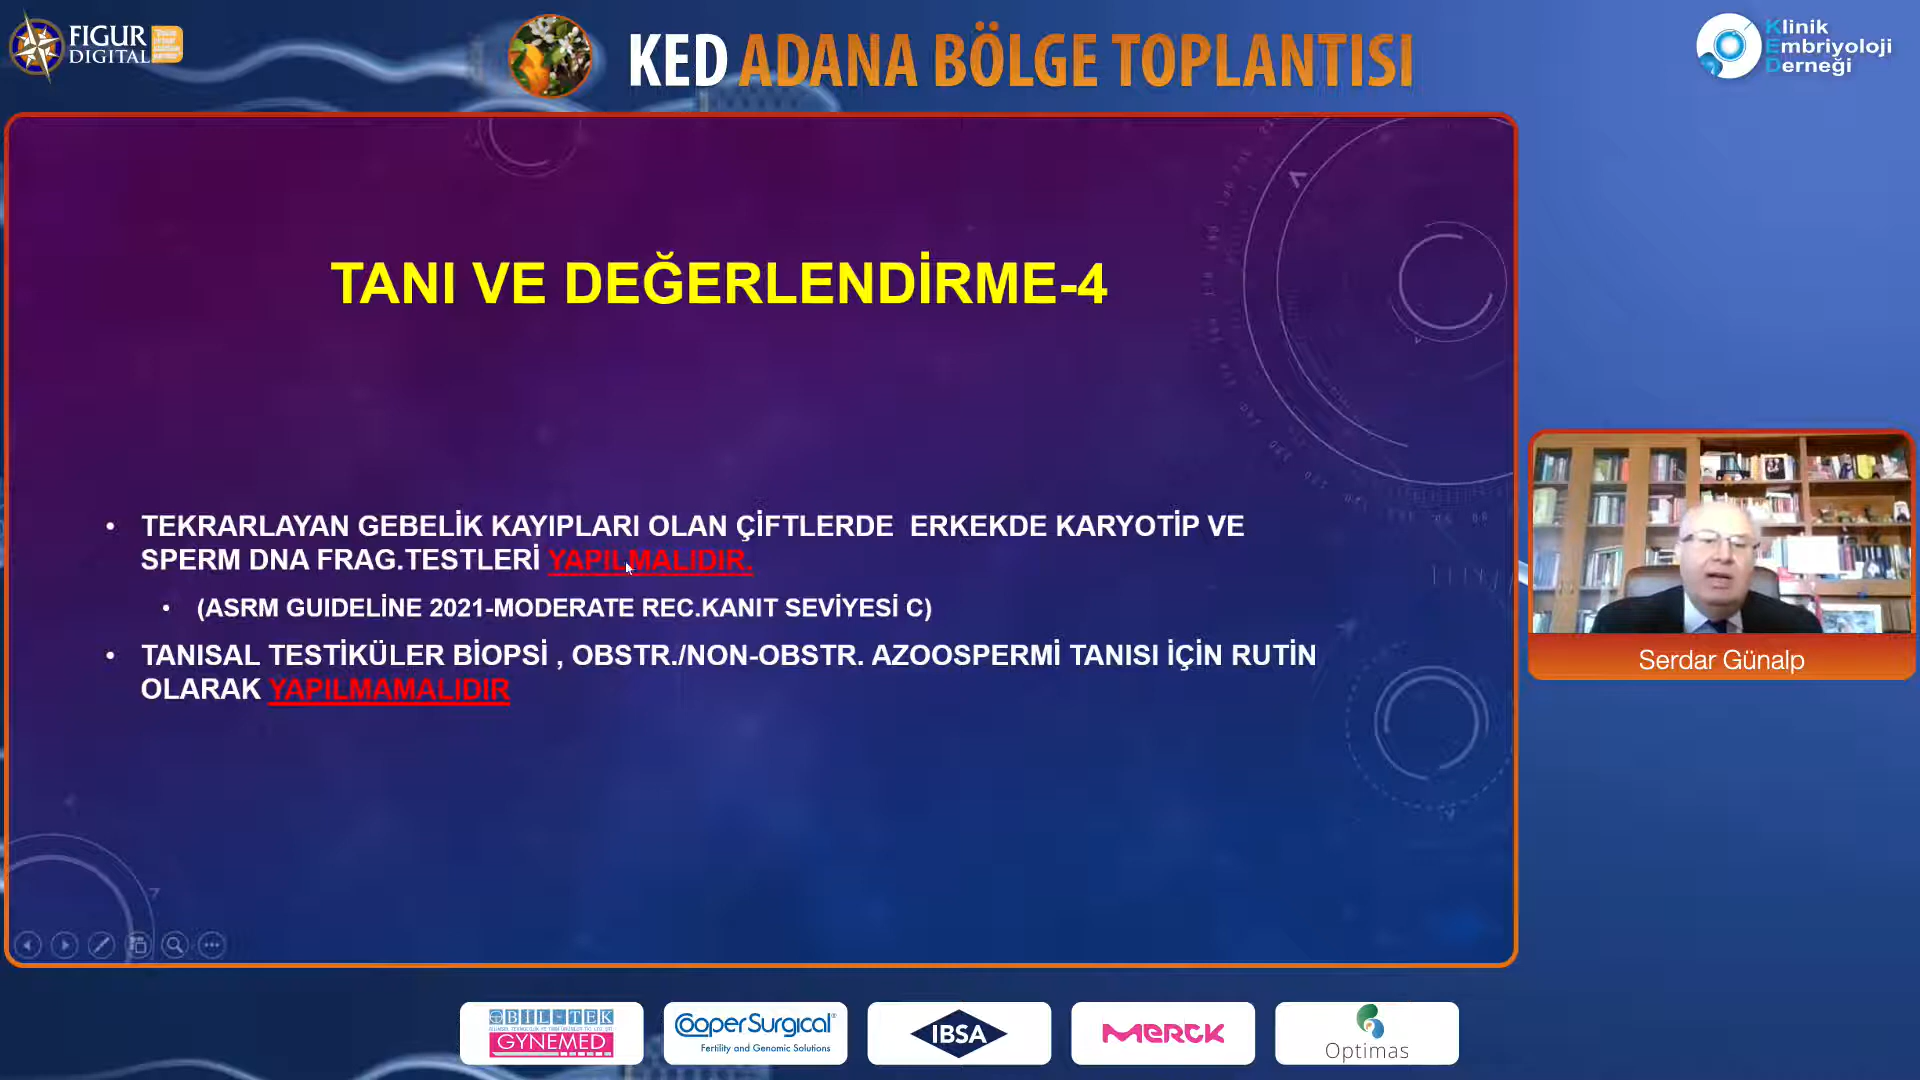 FIGUR
DIGITAL
KED ADANA BÖLGE TOPLANTISI
Klinik
Embriyoloji
Derneği
TANI VE DEĞERLENDİRME-4
• TEKRARLAYAN GEBELİK KAYIPLARI OLAN ÇİFTLERDE ERKEKDE KARYOTİP VE
SPERM DNA FRAG.TESTLERİ YAPILMALIDIR.
• (ASRM GUIDELİNE 2021-MODERATE REC.KANIT SEVİYESİ C)
• TANISAL TESTİKÜLER BİOPSİ , OBSTR./NON-OBSTR. AZOOSPERMİ TANISI İÇİN RUTİN
OLARAK YAPILMAMALIDIR
Serdar Günalp
BİL-TEK
GYNEMED
CooperSurgical®
Fertility and Genomic Solutions
IBSA
MERCK
Optimas